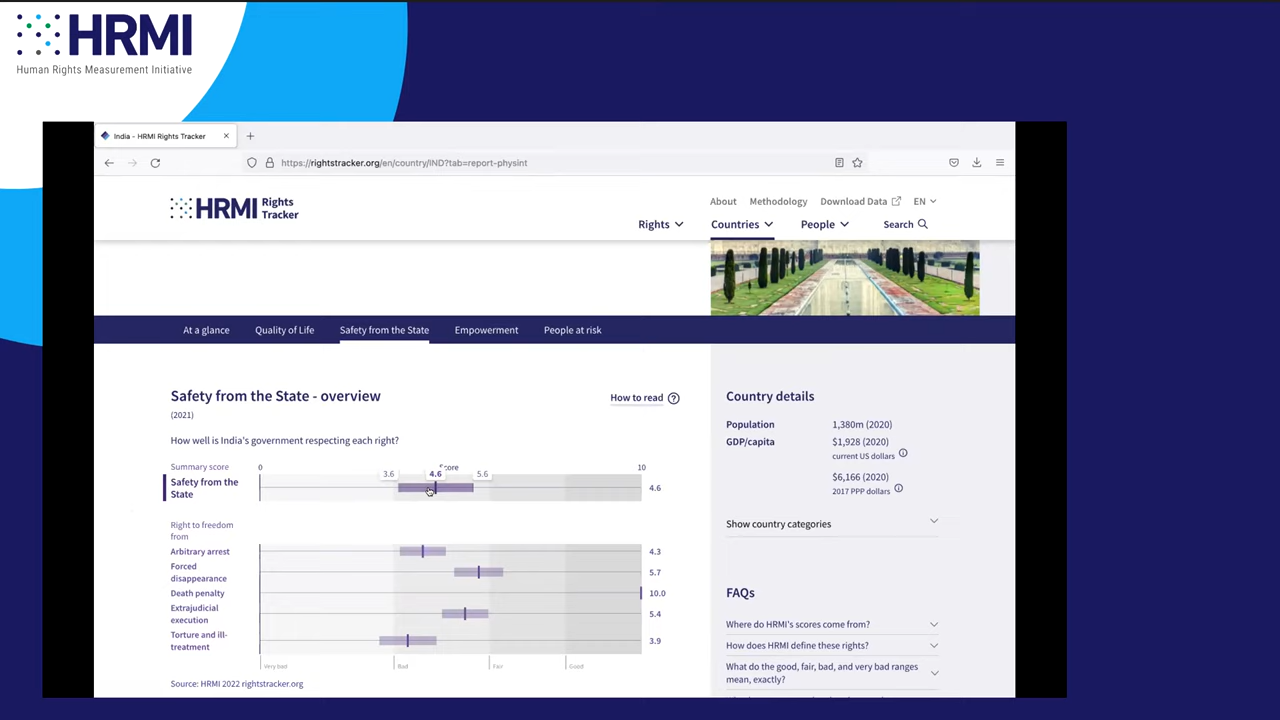 HRMI
Human Rights Measurement Initiative
India - HRMI Rights Tracker
https://rightstracker.org/en/country/IND?tab=report-physint
HRMI Rights Tracker
About Methodology Download Data EN
Rights Countries People Search
At a glance Quality of Life Safety from the State Empowerment People at risk
Safety from the State - overview
How to read ?
(2021)
How well is India's government respecting each right?
Summary score 0 Score 10
3.6 4.6 5.6
Safety from the State 4.6
Right to freedom from
Arbitrary arrest 4.3
Forced disappearance 5.7
Death penalty 10.0
Extrajudicial execution 5.4
Torture and ill-treatment 3.9
Very bad Bad Fair Good
Source: HRMI 2022 rightstracker.org
Country details
Population 1,380m (2020)
GDP/capita $1,928 (2020)
current US dollars
$6,166 (2020)
2017 PPP dollars
Show country categories
FAQs
Where do HRMI's scores come from?
How does HRMI define these rights?
What do the good, fair, bad, and very bad ranges
mean, exactly?